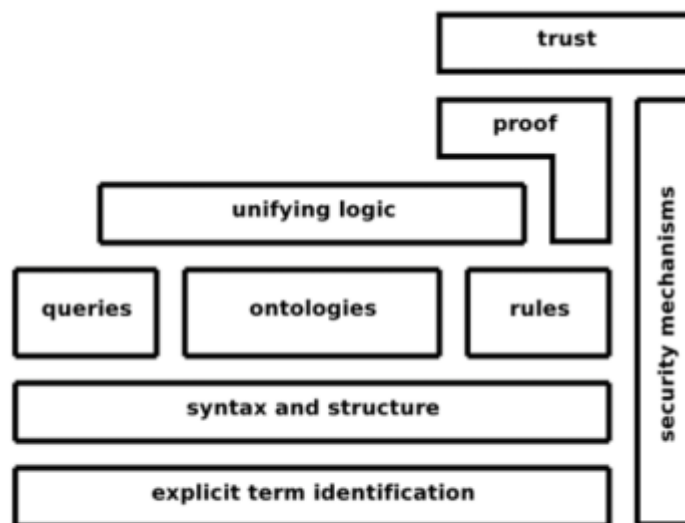 trust
proof
unifying logic
queries
ontologies
rules
security mechanisms
syntax and structure
explicit term identification